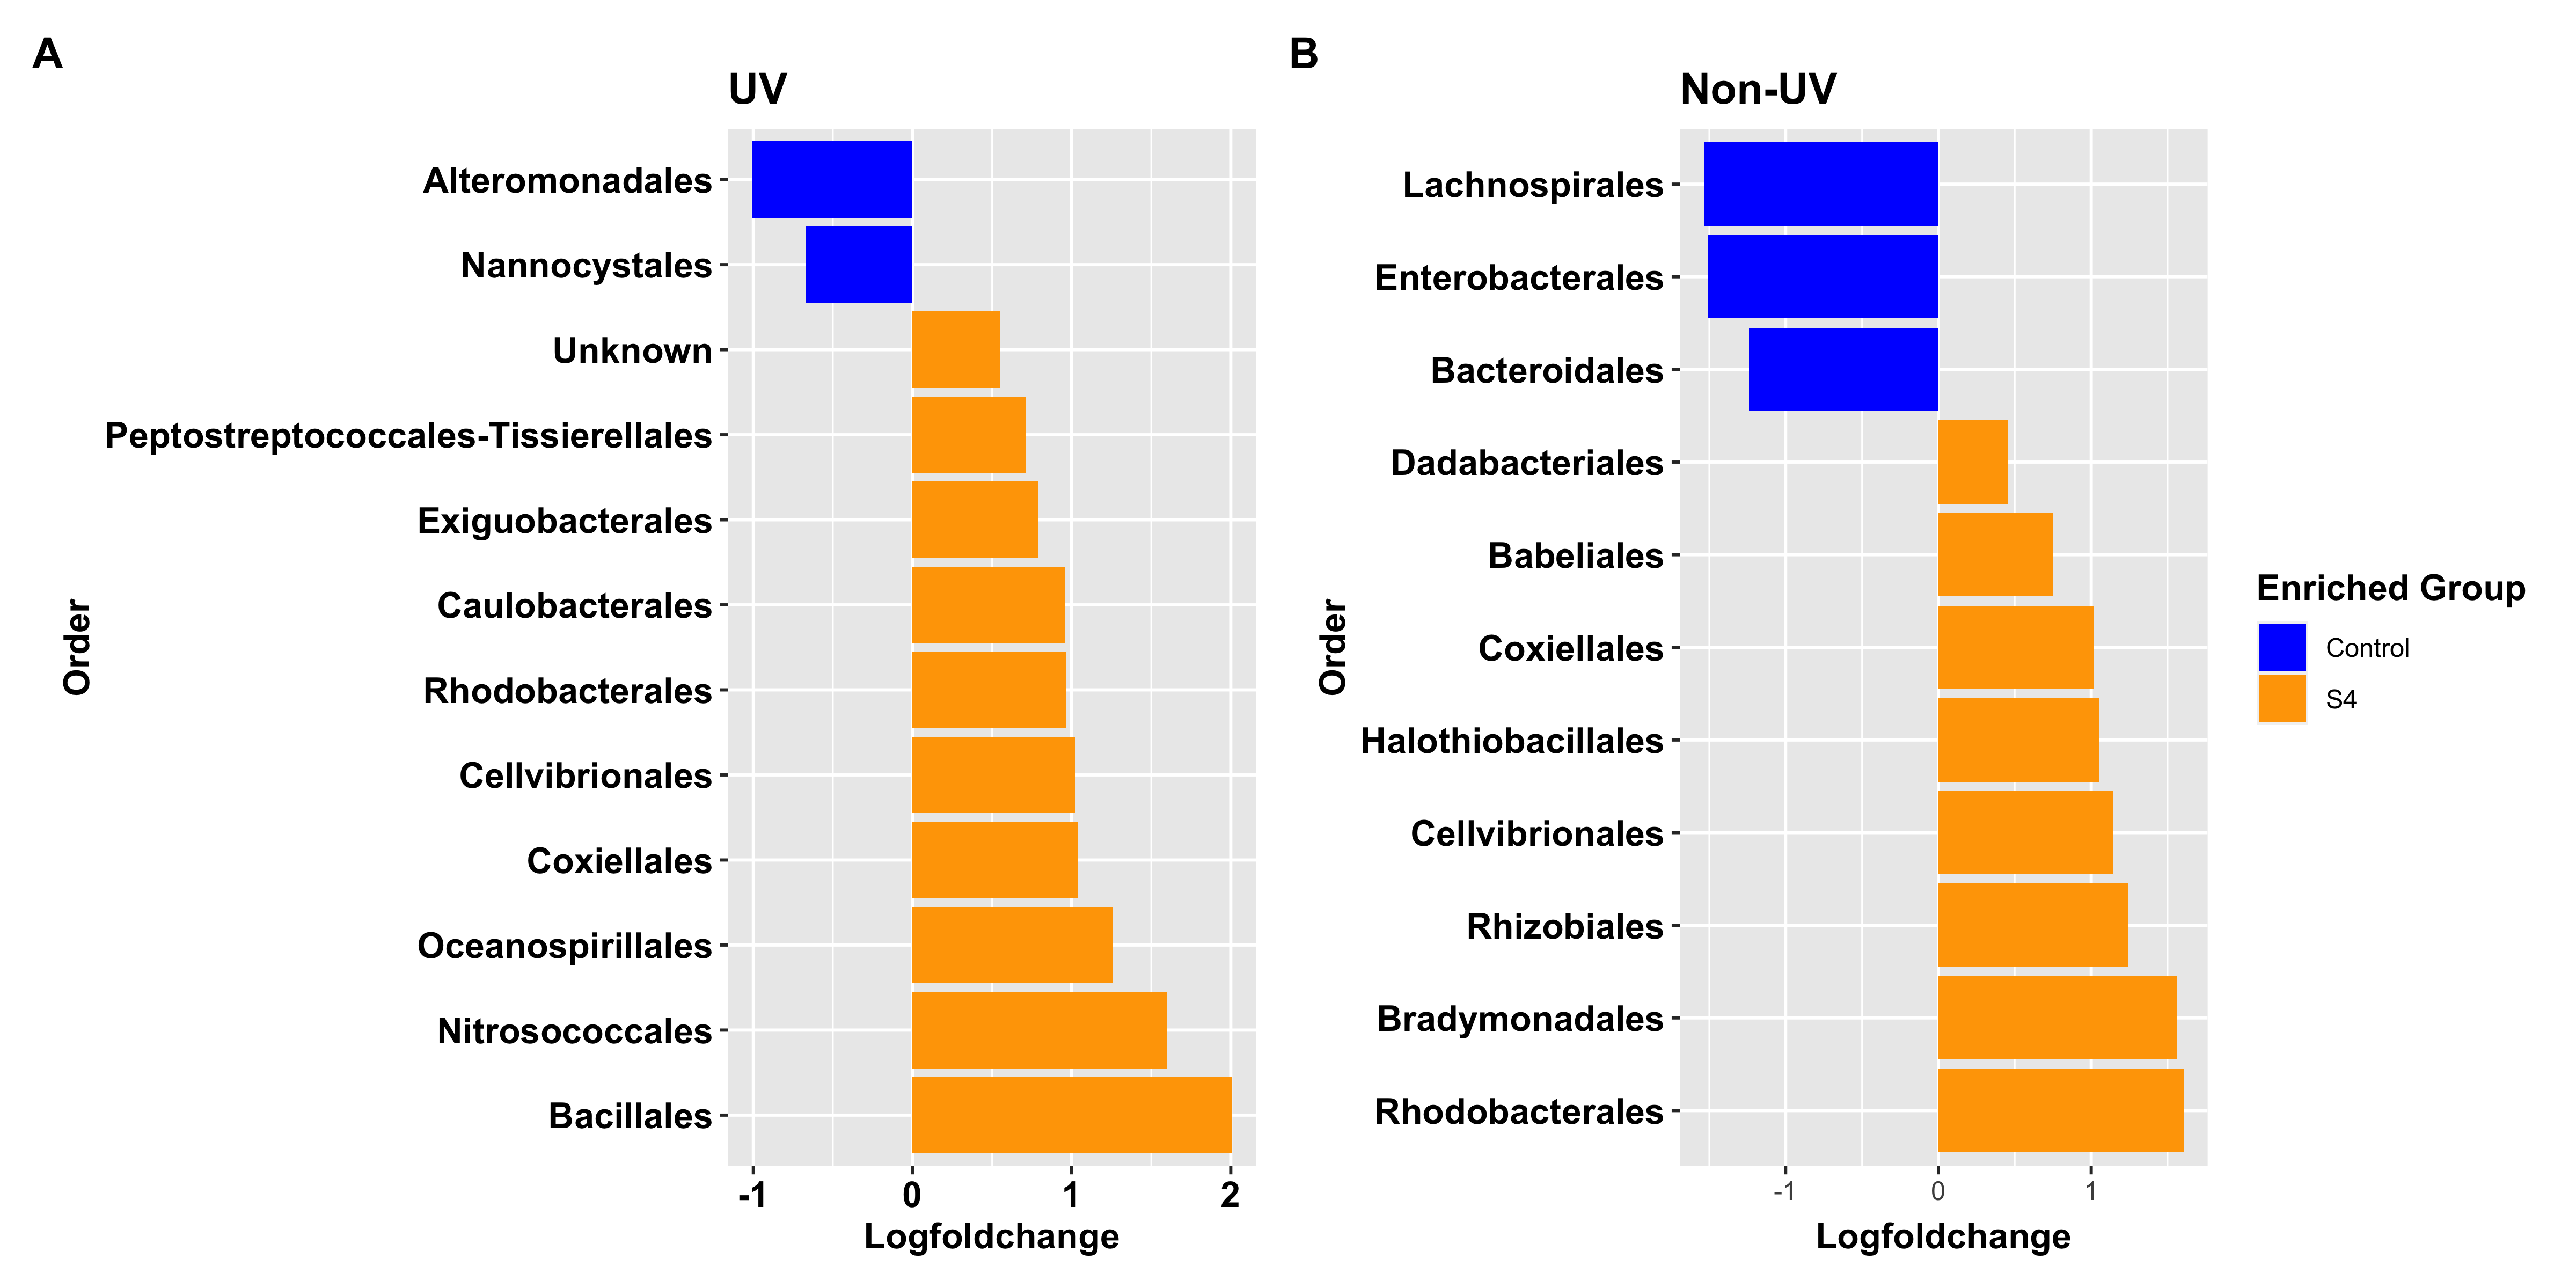 A
UV
Alteromonadales
Nannocystales
Unknown
Peptostreptococcales-Tissierellales
Exiguobacterales
Caulobacterales
Rhodobacterales
Cellvibrionales
Coxiellales
Oceanospirillales
Nitrosococcales
Bacillales
Order
-1 0 1 2
Logfoldchange
B
Non-UV
Lachnospirales
Enterobacterales
Bacteroidales
Dadabacteriales
Babeliales
Coxiellales
Halothiobacillales
Cellvibrionales
Rhizobiales
Bradymonadales
Rhodobacterales
Order
-1 0 1
Logfoldchange
Enriched Group
Control
S4